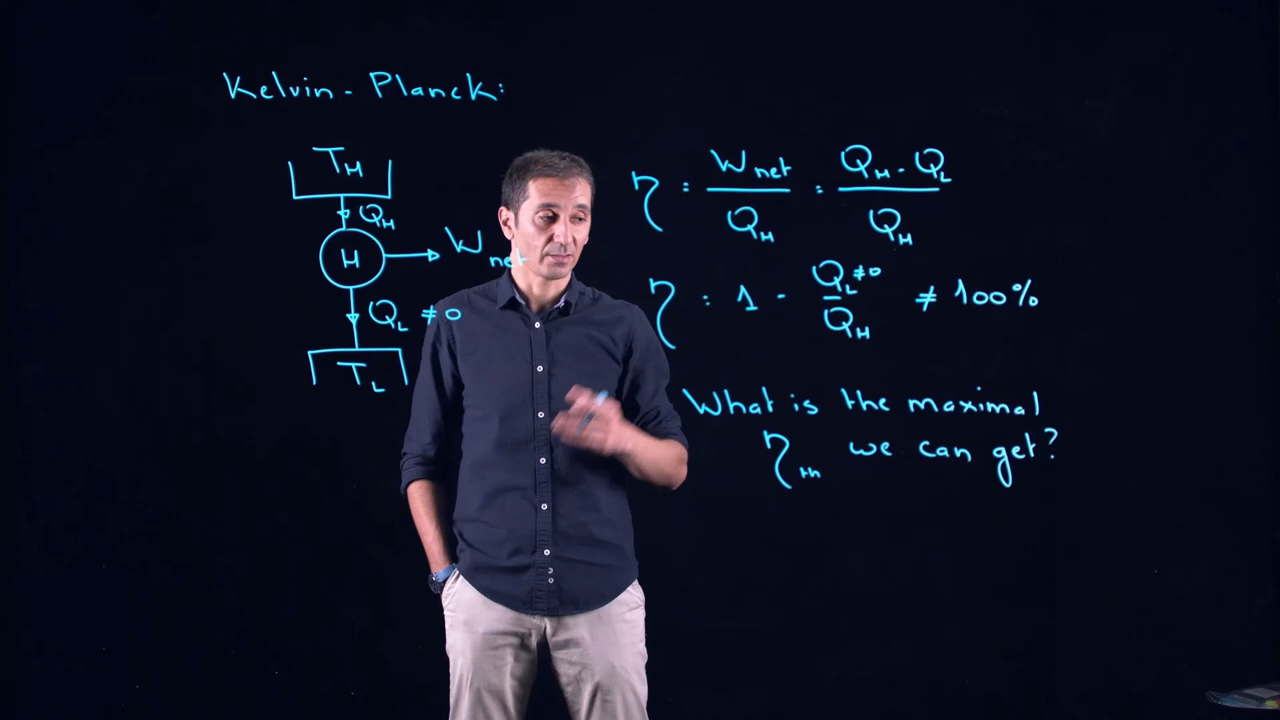 Kelvin - Planck:
T_H
Q_H
H
W_net
Q_L ≠ 0
T_L
η = W_net / Q_H = Q_H - Q_L / Q_H
η = 1 - Q_L≠0 / Q_H ≠ 100%
What is the maximal
η_th we can get?